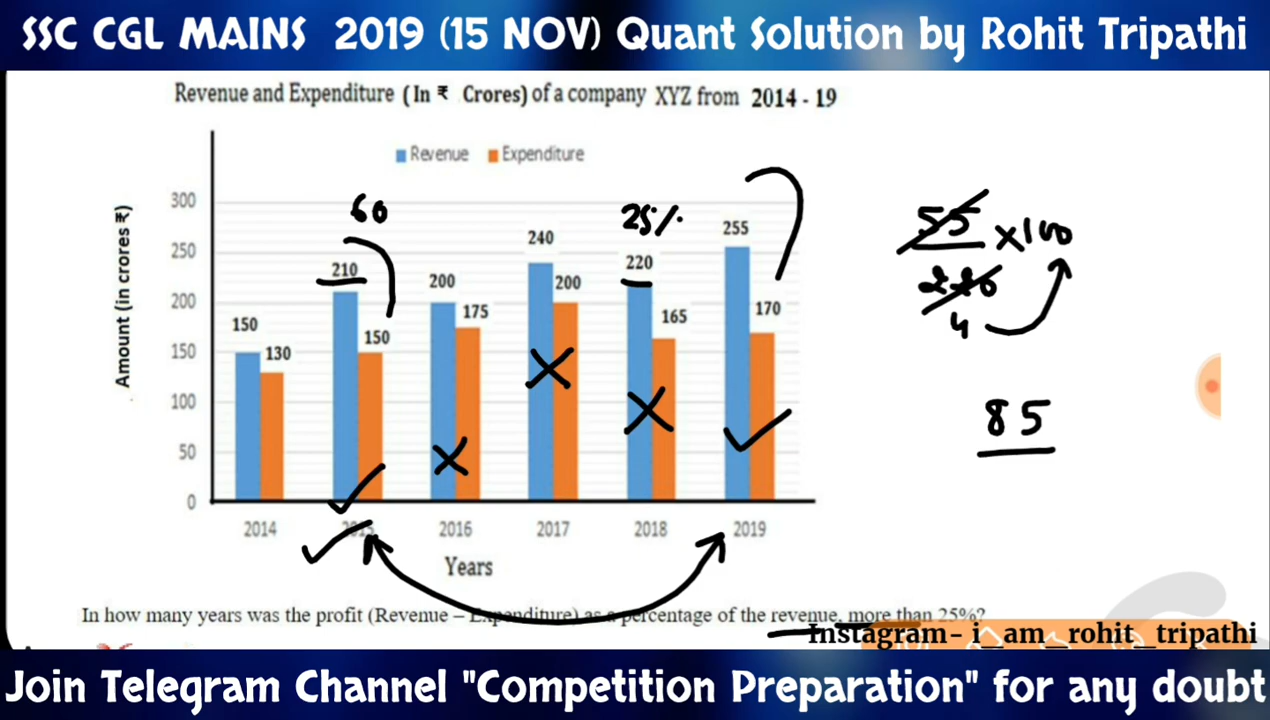 SSC CGL MAINS 2019 (15 NOV) Quant Solution by Rohit Tripathi
Revenue and Expenditure (In ₹ Crores) of a company XYZ from 2014 - 19
Revenue Expenditure
Amount (in crores ₹)
300
250
200
150
100
50
0
150 130
60
210 150
200 175
240 200
25%
220 165
255 170
55 ×100
220
4
85
2014 2015 2016 2017 2018 2019
Years
In how many years was the profit (Revenue – Expenditure) as a percentage of the revenue, more than 25%?
Instagram- i_am_rohit_tripathi
Join Telegram Channel "Competition Preparation" for any doubt